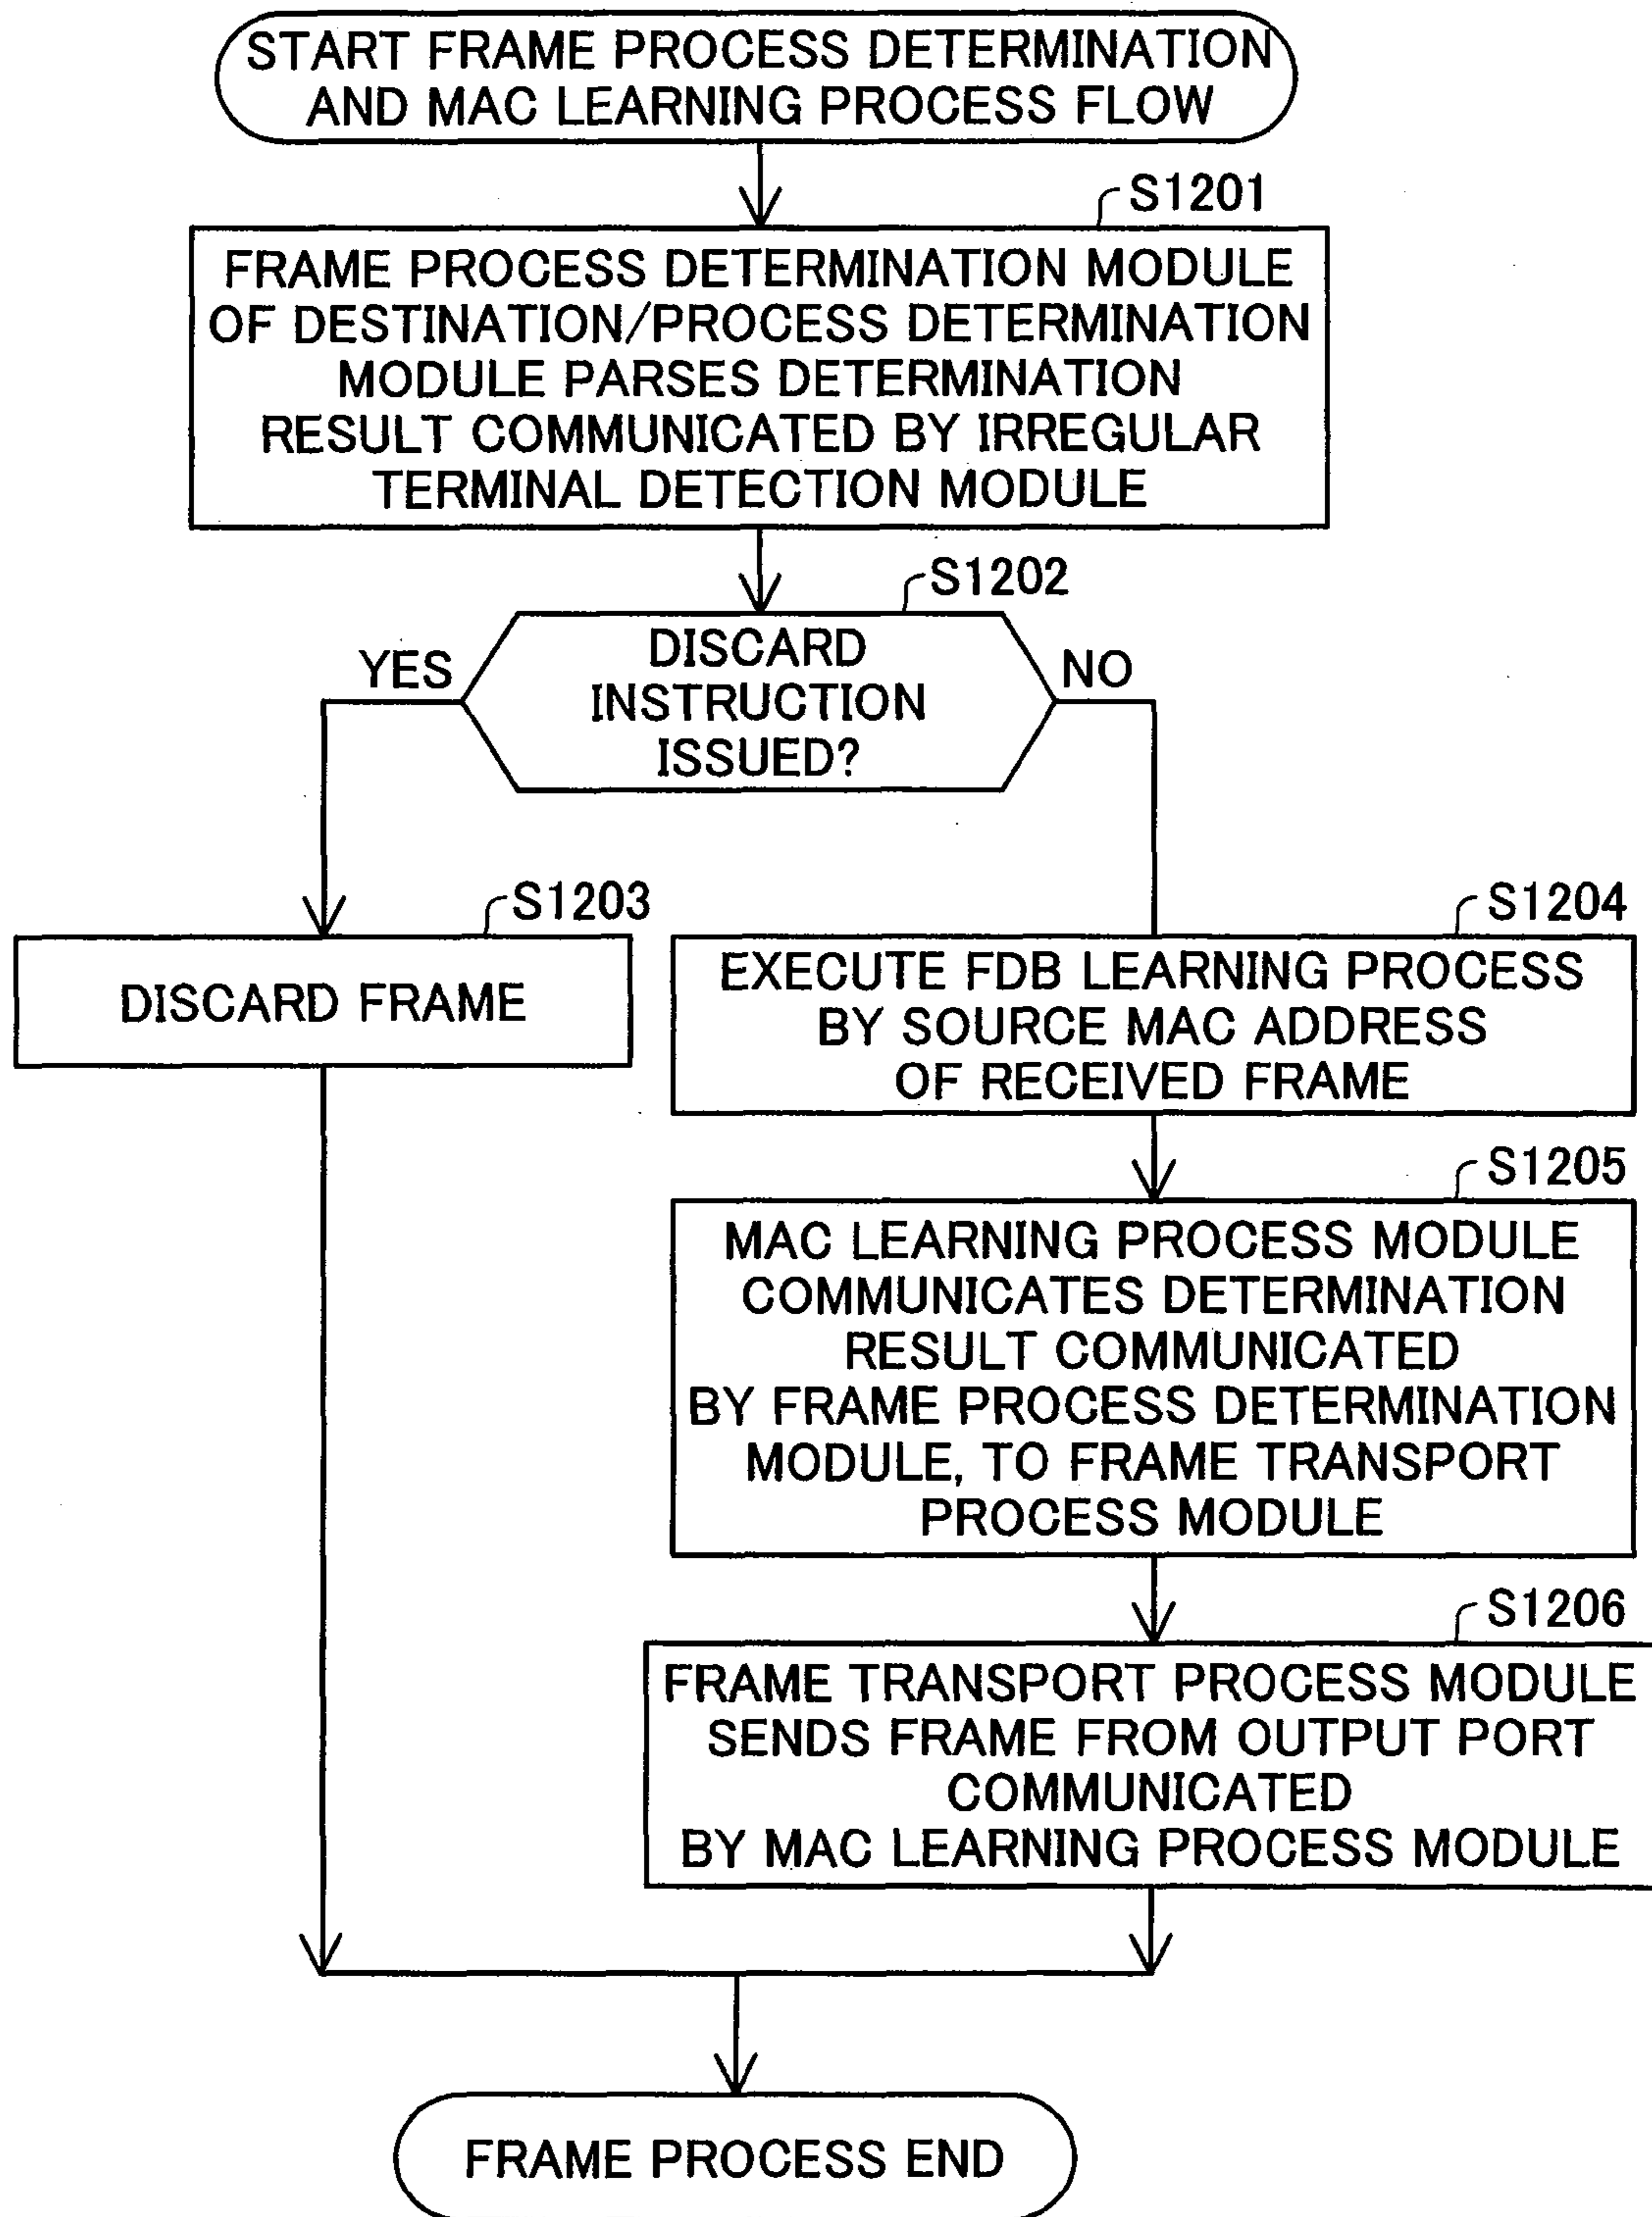 START FRAME PROCESS DETERMINATION
AND MAC LEARNING PROCESS FLOW
S1201
FRAME PROCESS DETERMINATION MODULE
OF DESTINATION/PROCESS DETERMINATION
MODULE PARSES DETERMINATION
RESULT COMMUNICATED BY IRREGULAR
TERMINAL DETECTION MODULE
S1202
YES
DISCARD
INSTRUCTION
ISSUED?
NO
S1203
DISCARD FRAME
S1204
EXECUTE FDB LEARNING PROCESS
BY SOURCE MAC ADDRESS
OF RECEIVED FRAME
S1205
MAC LEARNING PROCESS MODULE
COMMUNICATES DETERMINATION
RESULT COMMUNICATED
BY FRAME PROCESS DETERMINATION
MODULE, TO FRAME TRANSPORT
PROCESS MODULE
S1206
FRAME TRANSPORT PROCESS MODULE
SENDS FRAME FROM OUTPUT PORT
COMMUNICATED
BY MAC LEARNING PROCESS MODULE
FRAME PROCESS END